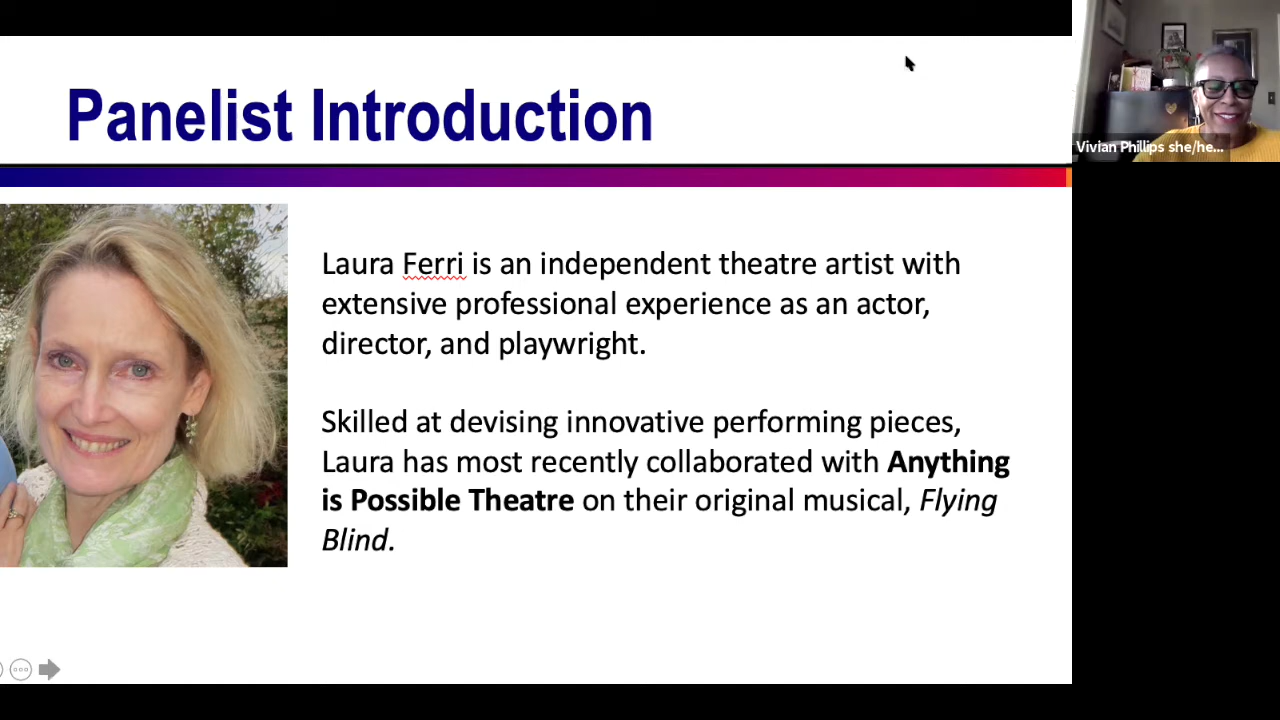 Panelist Introduction
Vivian Phillips she/he...
Laura Ferri is an independent theatre artist with
extensive professional experience as an actor,
director, and playwright.
Skilled at devising innovative performing pieces,
Laura has most recently collaborated with Anything
is Possible Theatre on their original musical, Flying
Blind.